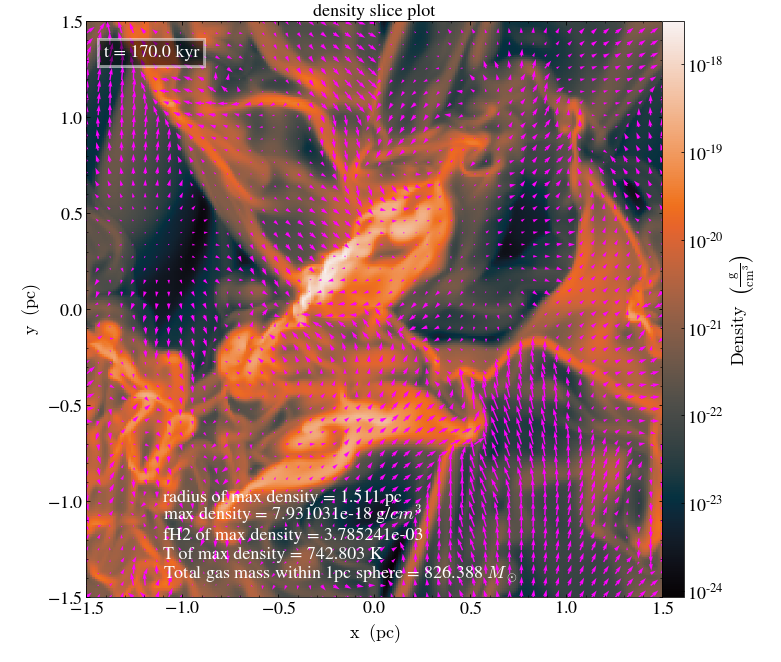 density slice plot
t = 170.0 kyr
1.5
1.0
0.5
0.0
−0.5
−1.0
−1.5
y (pc)
radius of max density = 1.511 pc
max density = 7.931031e-18 g/cm³
fH2 of max density = 3.785241e-03
T of max density = 742.803 K
Total gas mass within 1pc sphere = 826.388 M☉
−1.5 −1.0 −0.5 0.0 0.5 1.0 1.5
x (pc)
10⁻¹⁸
10⁻¹⁹
10⁻²⁰
10⁻²¹
10⁻²²
10⁻²³
10⁻²⁴
Density (g/cm³)